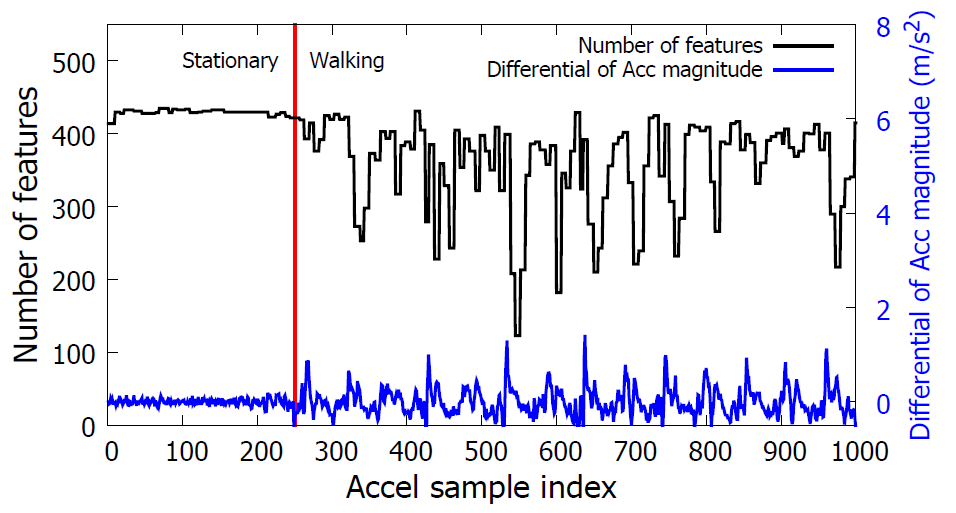 Stationary Walking
Number of features
Differential of Acc magnitude
Number of features
500
400
300
200
100
0
Differential of Acc magnitude (m/s²)
8
6
4
2
0
0 100 200 300 400 500 600 700 800 900 1000
Accel sample index